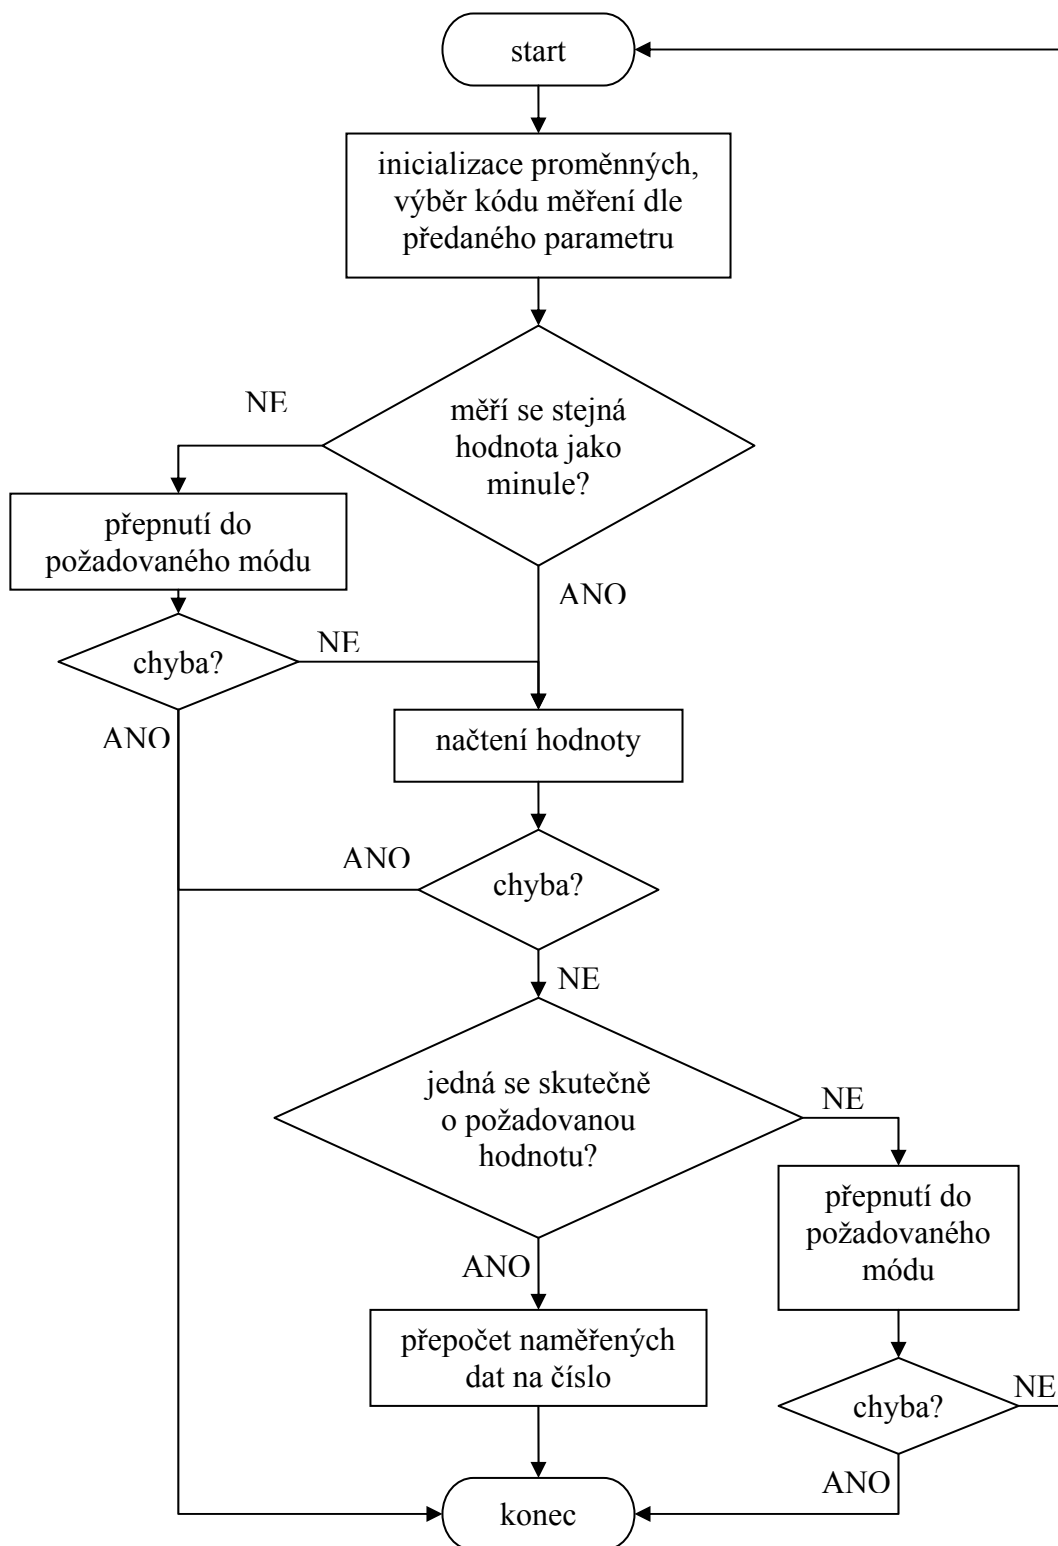 start
inicializace proměnných,
výběr kódu měření dle
předaného parametru
NE
měří se stejná
hodnota jako
minule?
přepnutí do
požadovaného módu
ANO
chyba?
NE
ANO
načtení hodnoty
ANO
chyba?
NE
jedná se skutečně
o požadovanou
hodnotu?
NE
přepnutí do
požadovaného
módu
ANO
přepočet naměřených
dat na číslo
chyba?
NE
ANO
konec